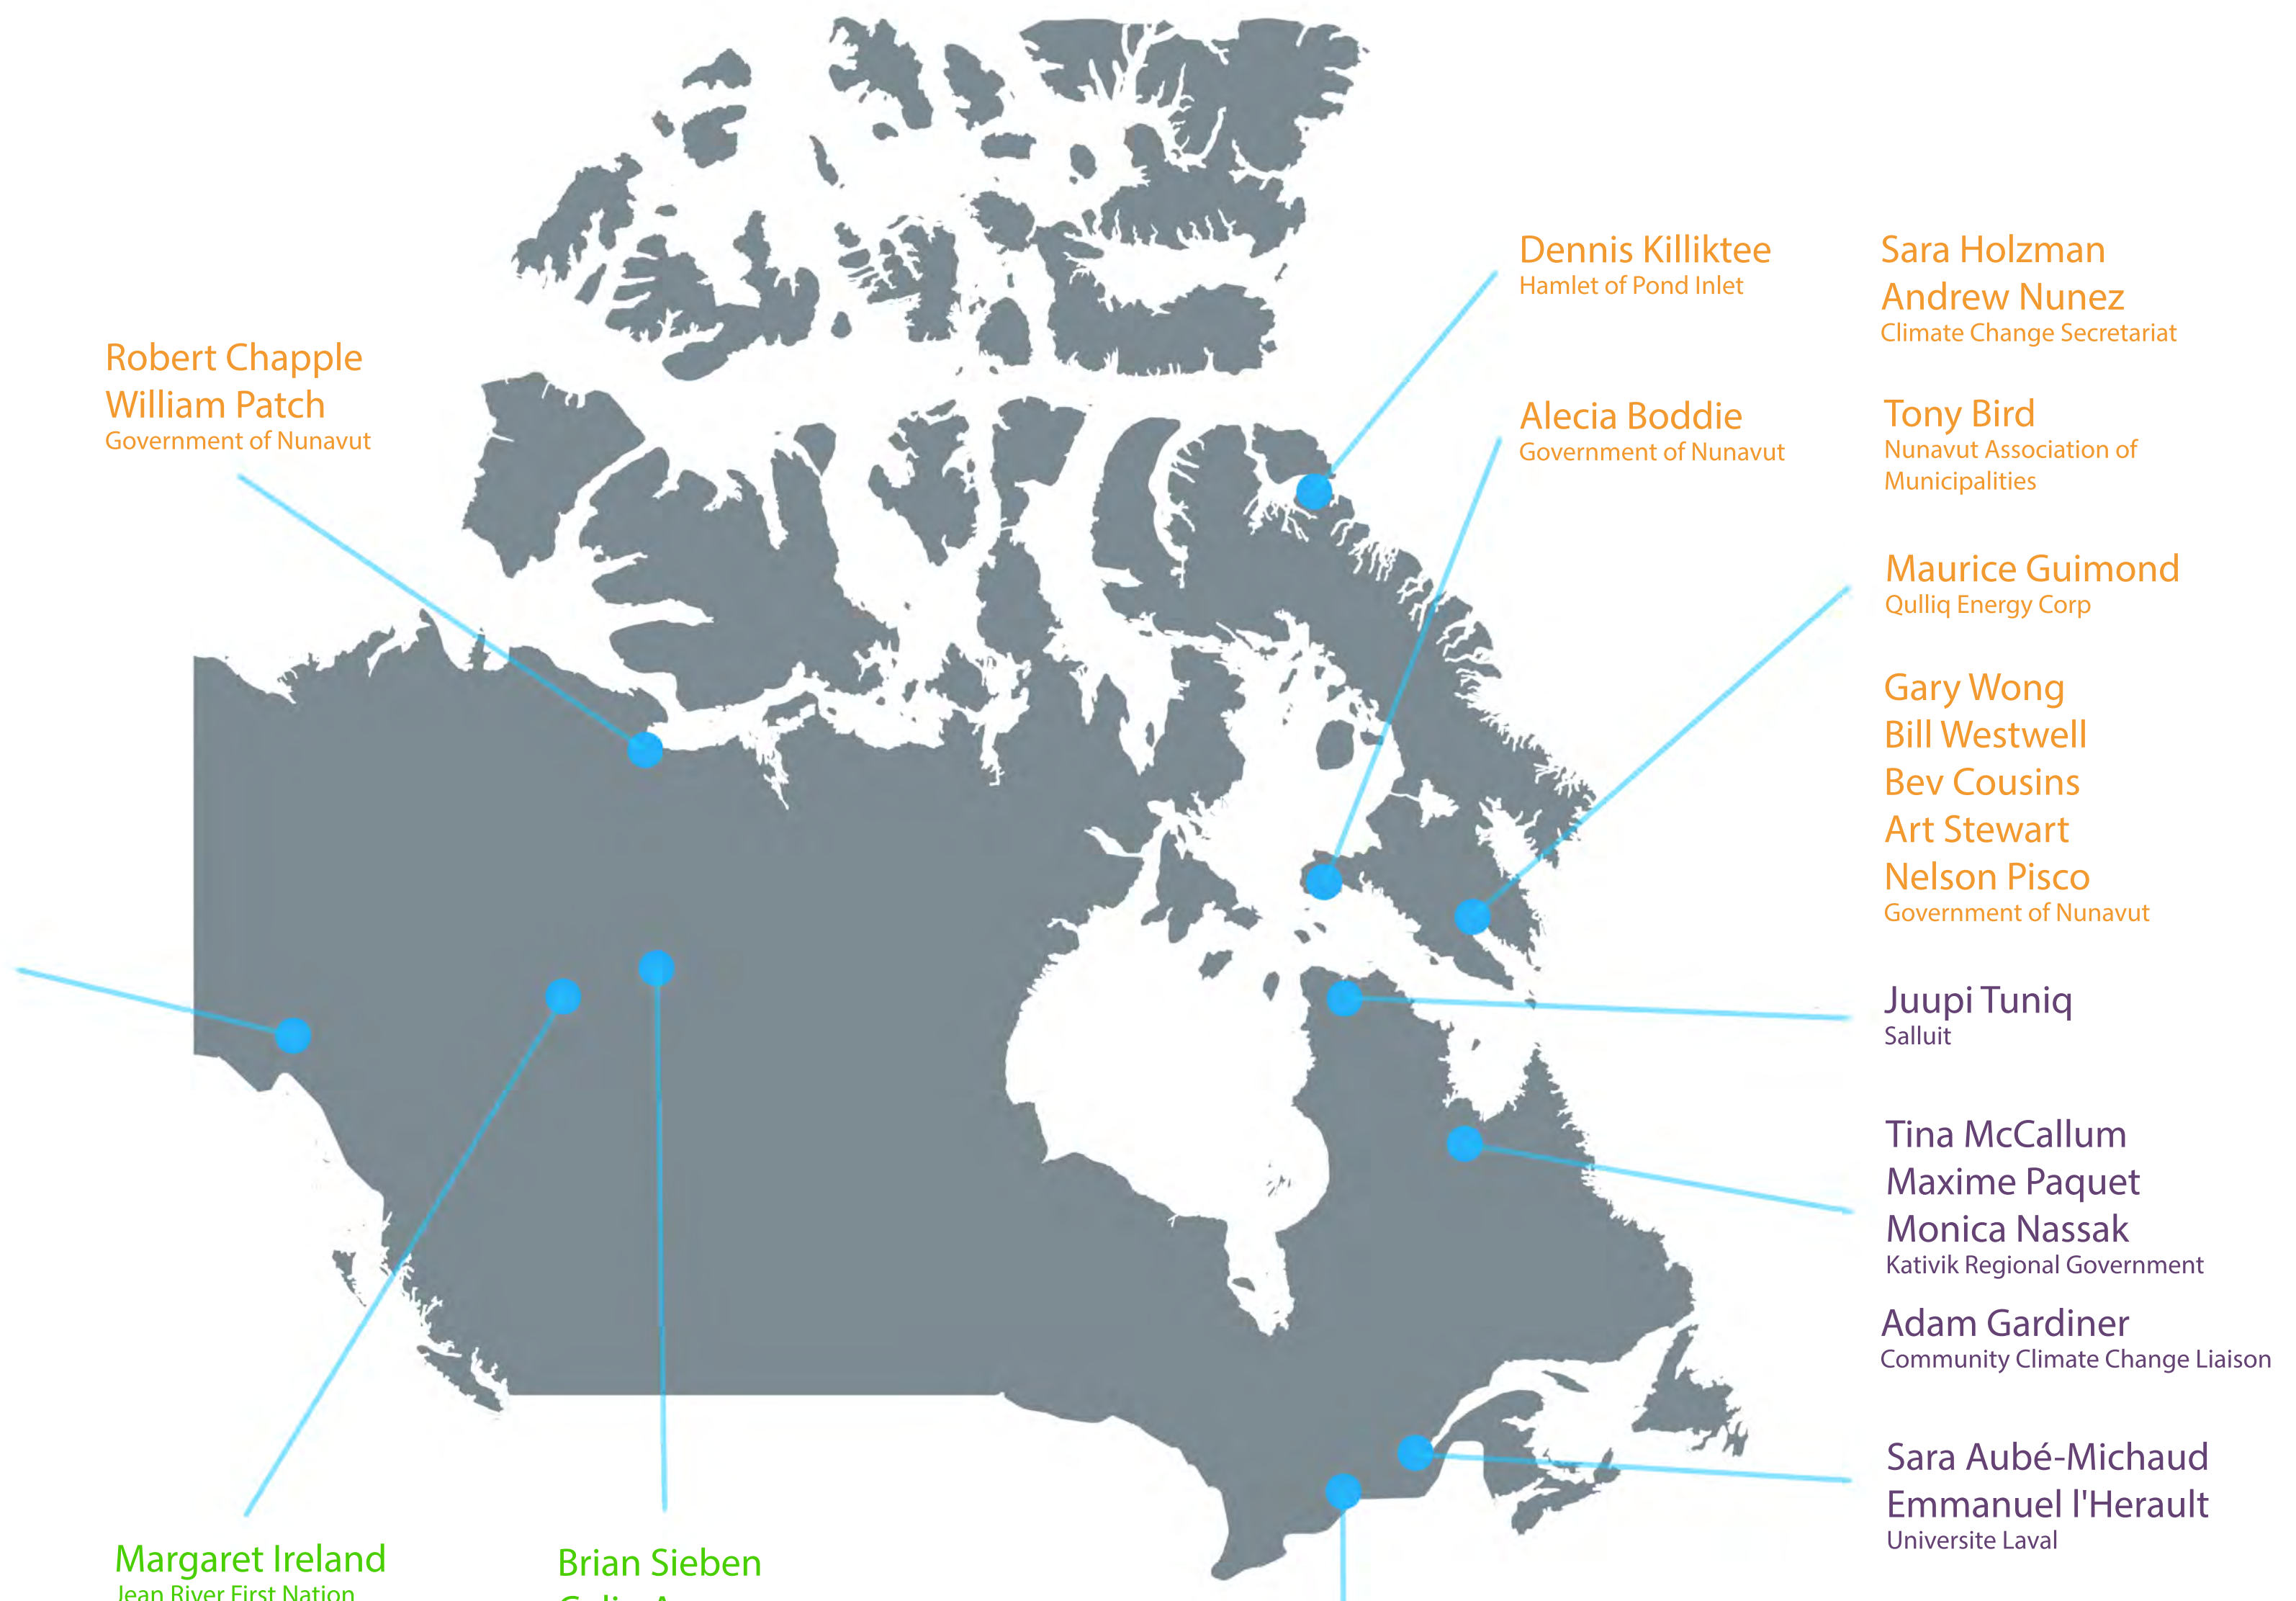 Robert Chapple
William Patch
Government of Nunavut
Dennis Killiktee
Hamlet of Pond Inlet
Alecia Boddie
Government of Nunavut
Sara Holzman
Andrew Nunez
Climate Change Secretariat
Tony Bird
Nunavut Association of
Municipalities
Maurice Guimond
Qulliq Energy Corp
Gary Wong
Bill Westwell
Bev Cousins
Art Stewart
Nelson Pisco
Government of Nunavut
Juupi Tuniq
Salluit
Tina McCallum
Maxime Paquet
Monica Nassak
Kativik Regional Government
Adam Gardiner
Community Climate Change Liaison
Sara Aubé-Michaud
Emmanuel l'Herault
Universite Laval
Margaret Ireland
Jean River First Nation
Brian Sieben